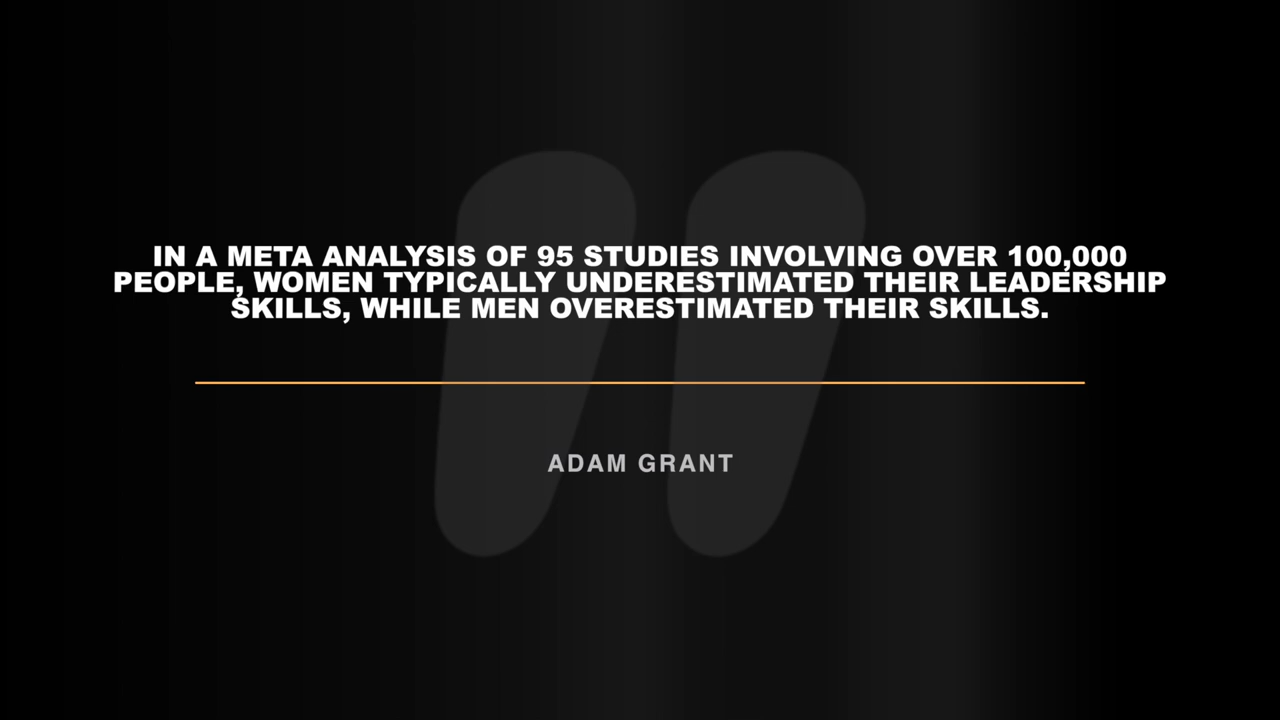 IN A META ANALYSIS OF 95 STUDIES INVOLVING OVER 100,000
PEOPLE, WOMEN TYPICALLY UNDERESTIMATED THEIR LEADERSHIP
SKILLS, WHILE MEN OVERESTIMATED THEIR SKILLS.
ADAM GRANT